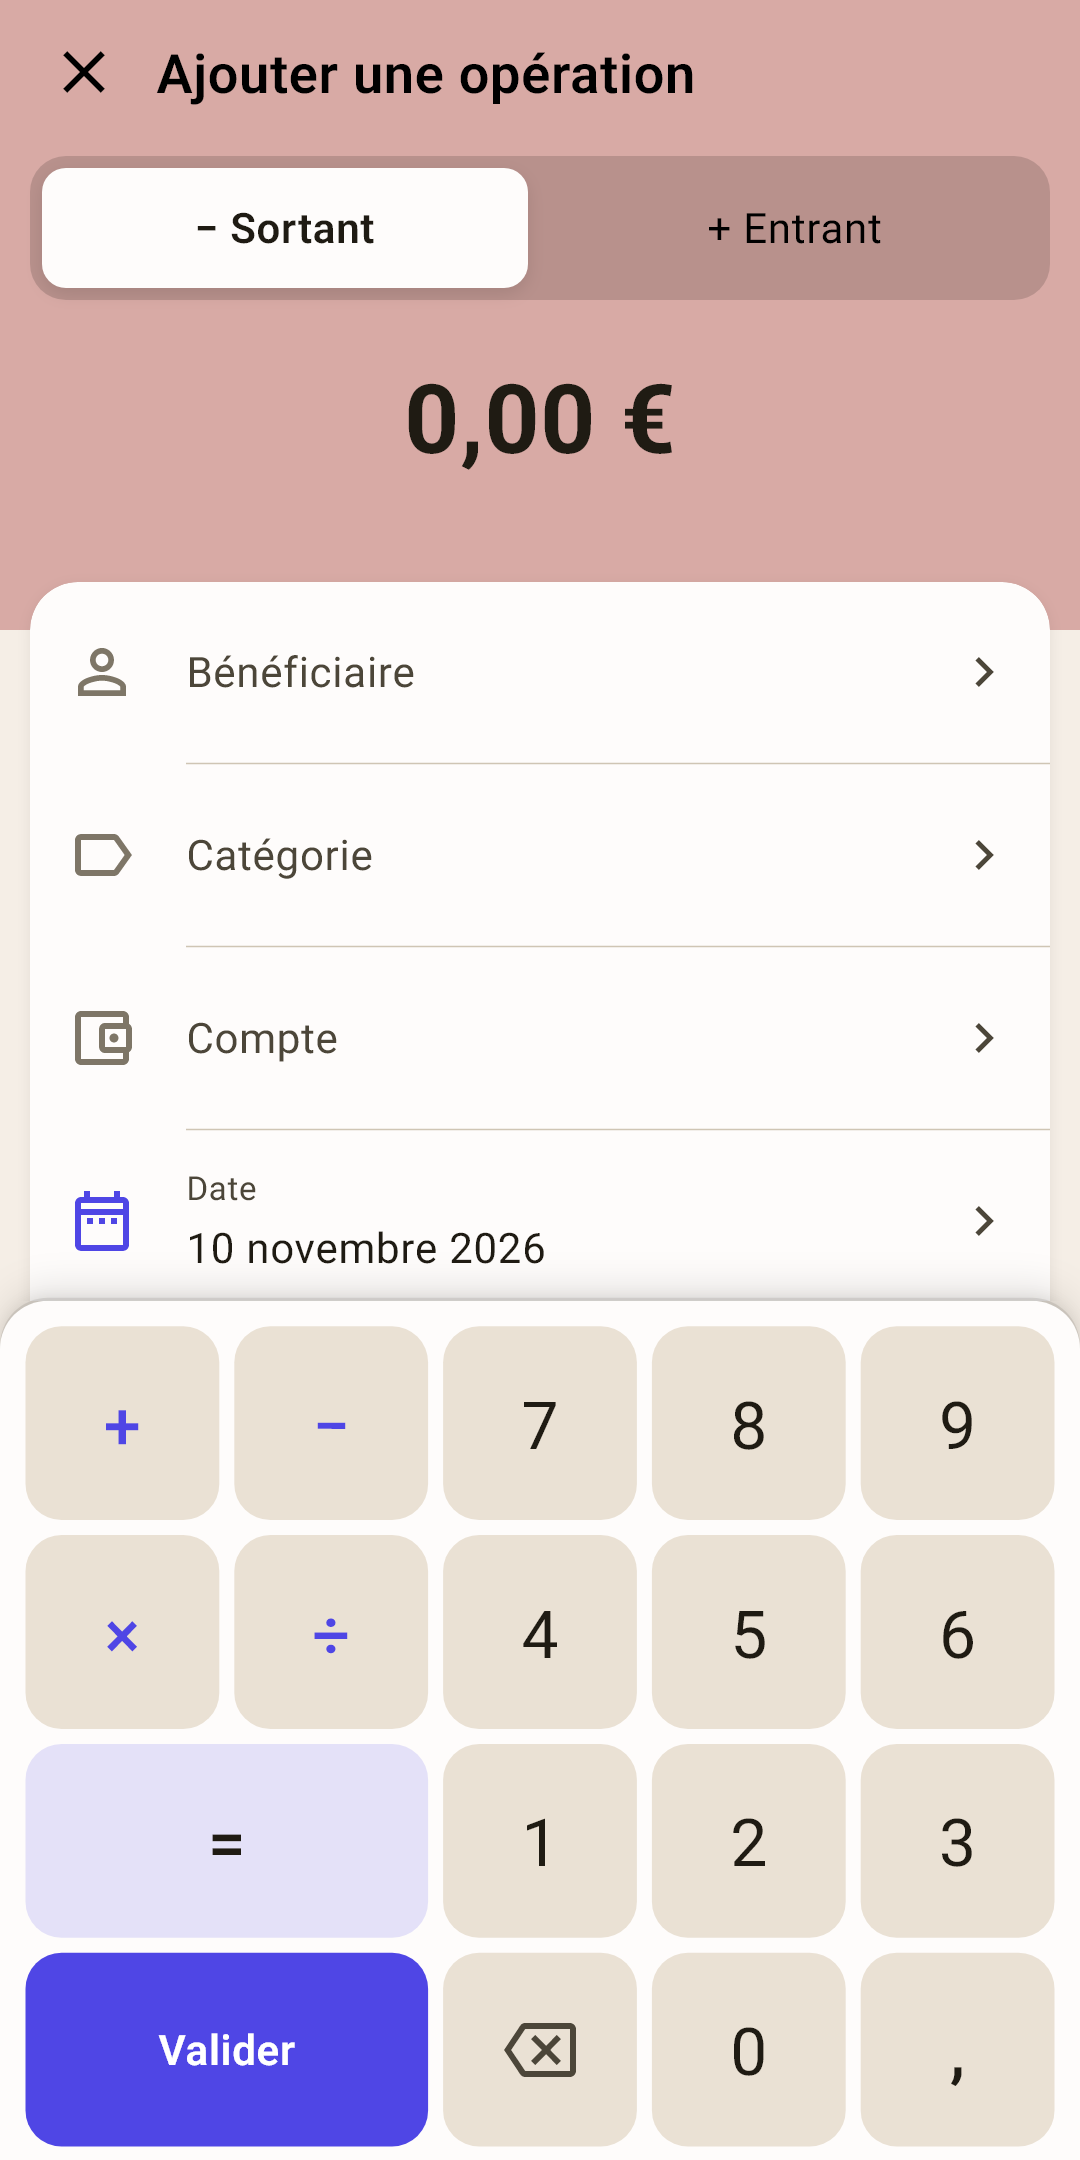 Ajouter une opération
− Sortant
+ Entrant
0,00 €
Bénéficiaire
Catégorie
Compte
Date
10 novembre 2026
+ − 7 8 9
× ÷ 4 5 6
= 1 2 3
Valider 0 ,